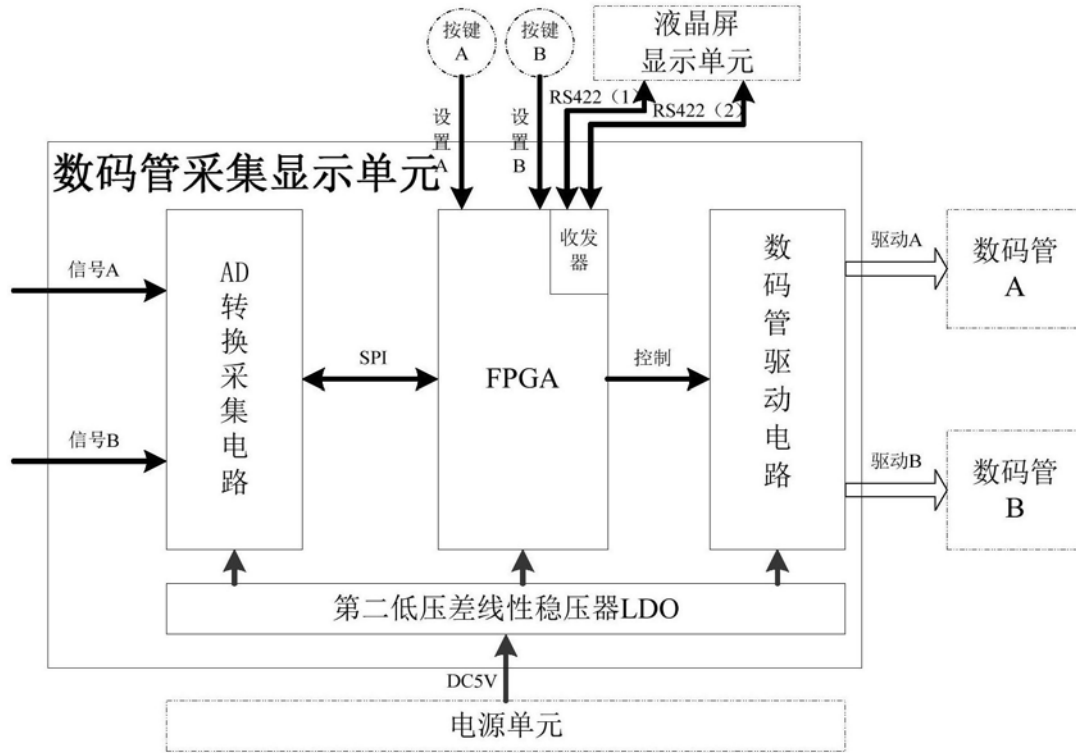 按键
A
按键
B
液晶屏
显示单元
RS422（1）
RS422（2）
设置A
设置B
数码管采集显示单元
收发
器
信号A
信号B
AD
转换采集电路
SPI
FPGA
控制
数码管驱动电路
驱动A
数码管
A
驱动B
数码管
B
第二低压差线性稳压器LDO
DC5V
电源单元